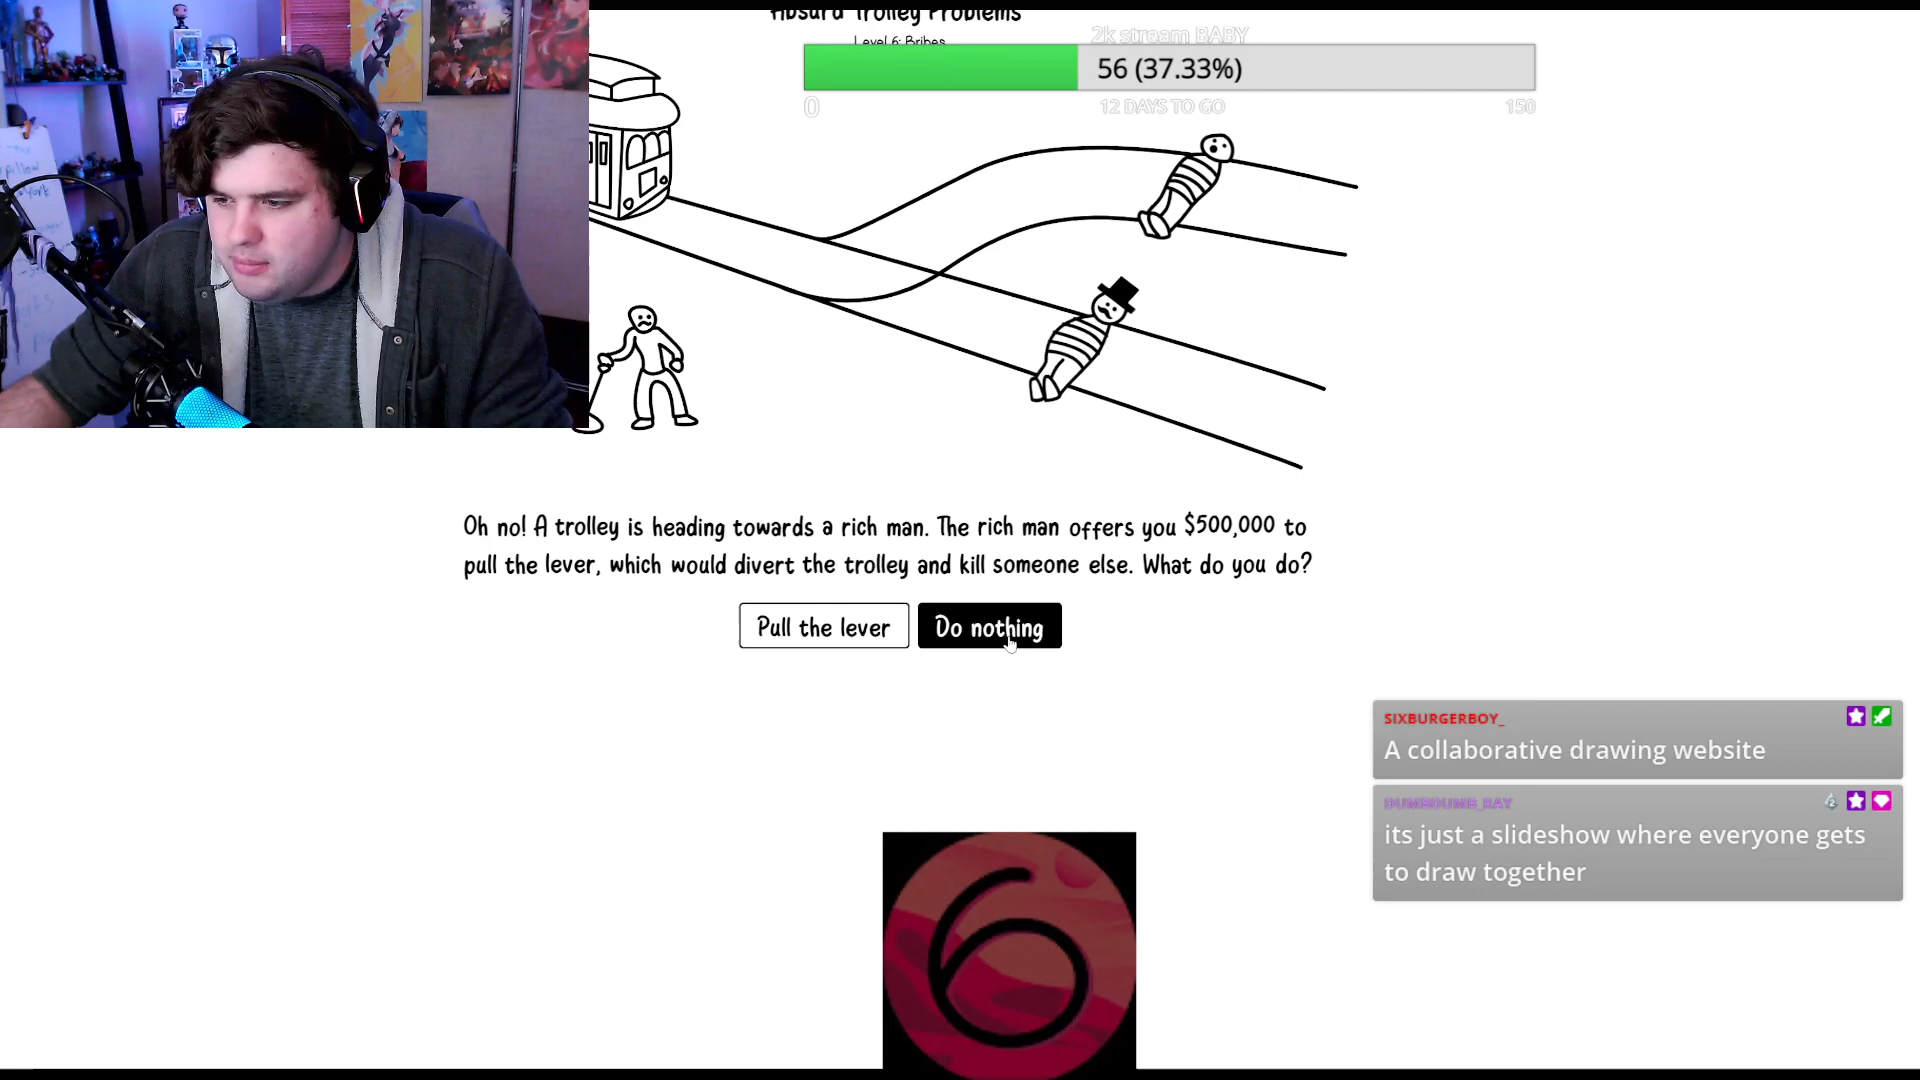 Absurd Trolley Problems
Level 6: Bribes
2k stream BABY
56 (37.33%)
0
12 DAYS TO GO
150
Oh no! A trolley is heading towards a rich man. The rich man offers you $500,000 to
pull the lever, which would divert the trolley and kill someone else. What do you do?
Pull the lever
Do nothing
SIXBURGERBOY_
A collaborative drawing website
DUMBDUMB_RAY
its just a slideshow where everyone gets
to draw together
6